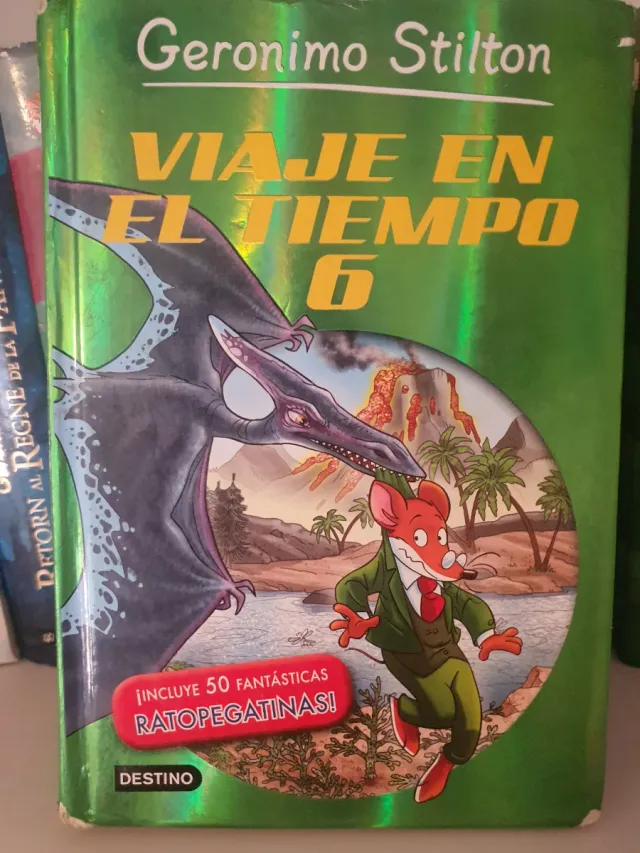 Geronimo Stilton
VIAJE EN
EL TIEMPO
6
¡INCLUYE 50 FANTÁSTICAS
RATOPEGATINAS!
DESTINO
RETORN AL REGNE DE LA